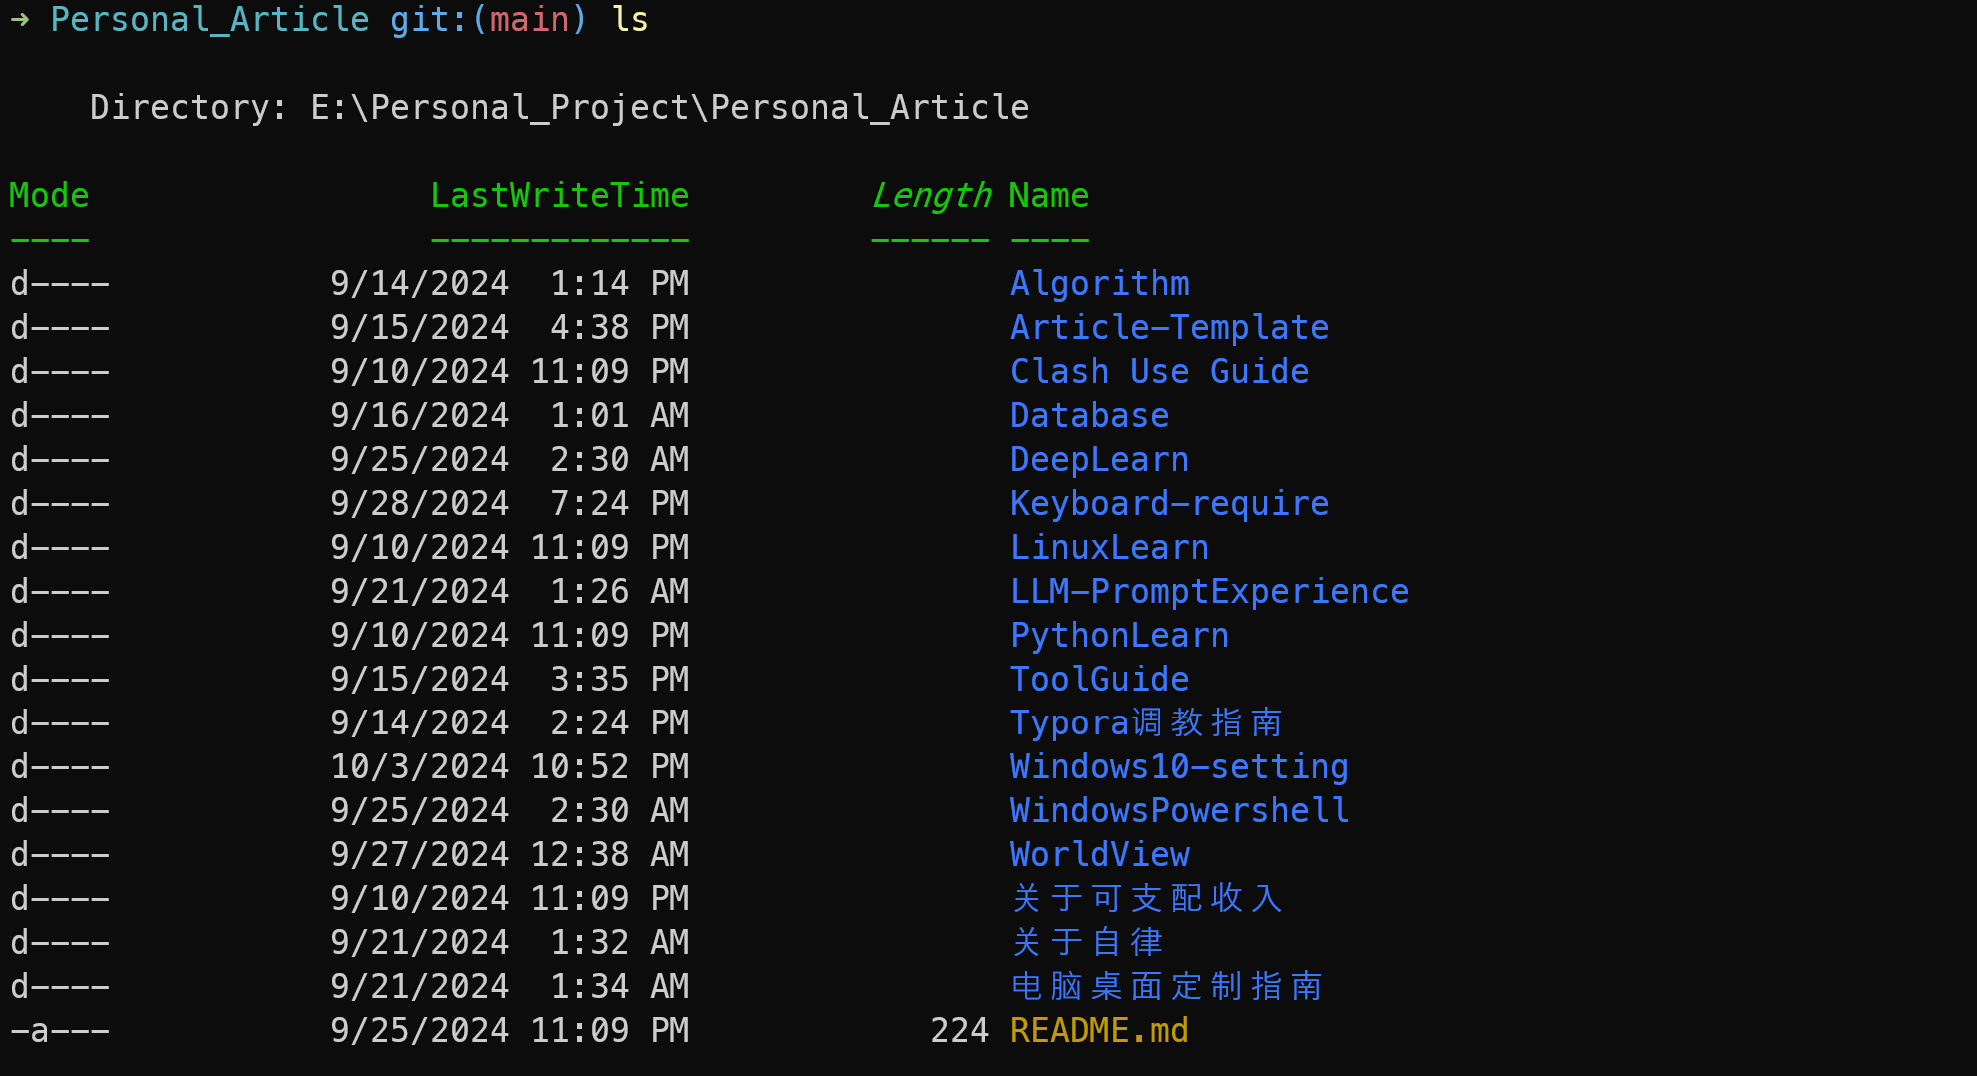 ➜ Personal_Article git:(main) ls
Directory: E:\Personal_Project\Personal_Article
Mode                 LastWriteTime         Length Name
----                 -------------         ------ ----
d----           9/14/2024  1:14 PM                Algorithm
d----           9/15/2024  4:38 PM                Article-Template
d----           9/10/2024 11:09 PM                Clash Use Guide
d----           9/16/2024  1:01 AM                Database
d----           9/25/2024  2:30 AM                DeepLearn
d----           9/28/2024  7:24 PM                Keyboard-require
d----           9/10/2024 11:09 PM                LinuxLearn
d----           9/21/2024  1:26 AM                LLM-PromptExperience
d----           9/10/2024 11:09 PM                PythonLearn
d----           9/15/2024  3:35 PM                ToolGuide
d----           9/14/2024  2:24 PM                Typora调教指南
d----           10/3/2024 10:52 PM                Windows10-setting
d----           9/25/2024  2:30 AM                WindowsPowershell
d----           9/27/2024 12:38 AM                WorldView
d----           9/10/2024 11:09 PM                关于可支配收入
d----           9/21/2024  1:32 AM                关于自律
d----           9/21/2024  1:34 AM                电脑桌面定制指南
-a---           9/25/2024 11:09 PM            224 README.md